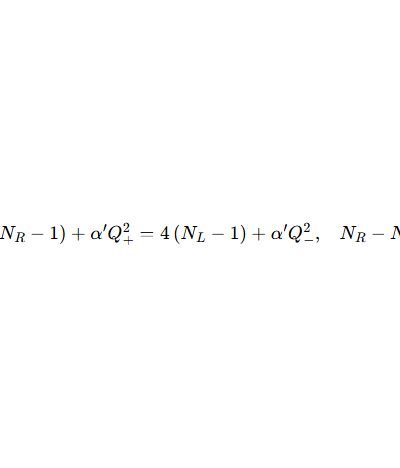 N_R − 1) + α′Q_+^2 = 4 (N_L − 1) + α′Q_−^2, N_R − N